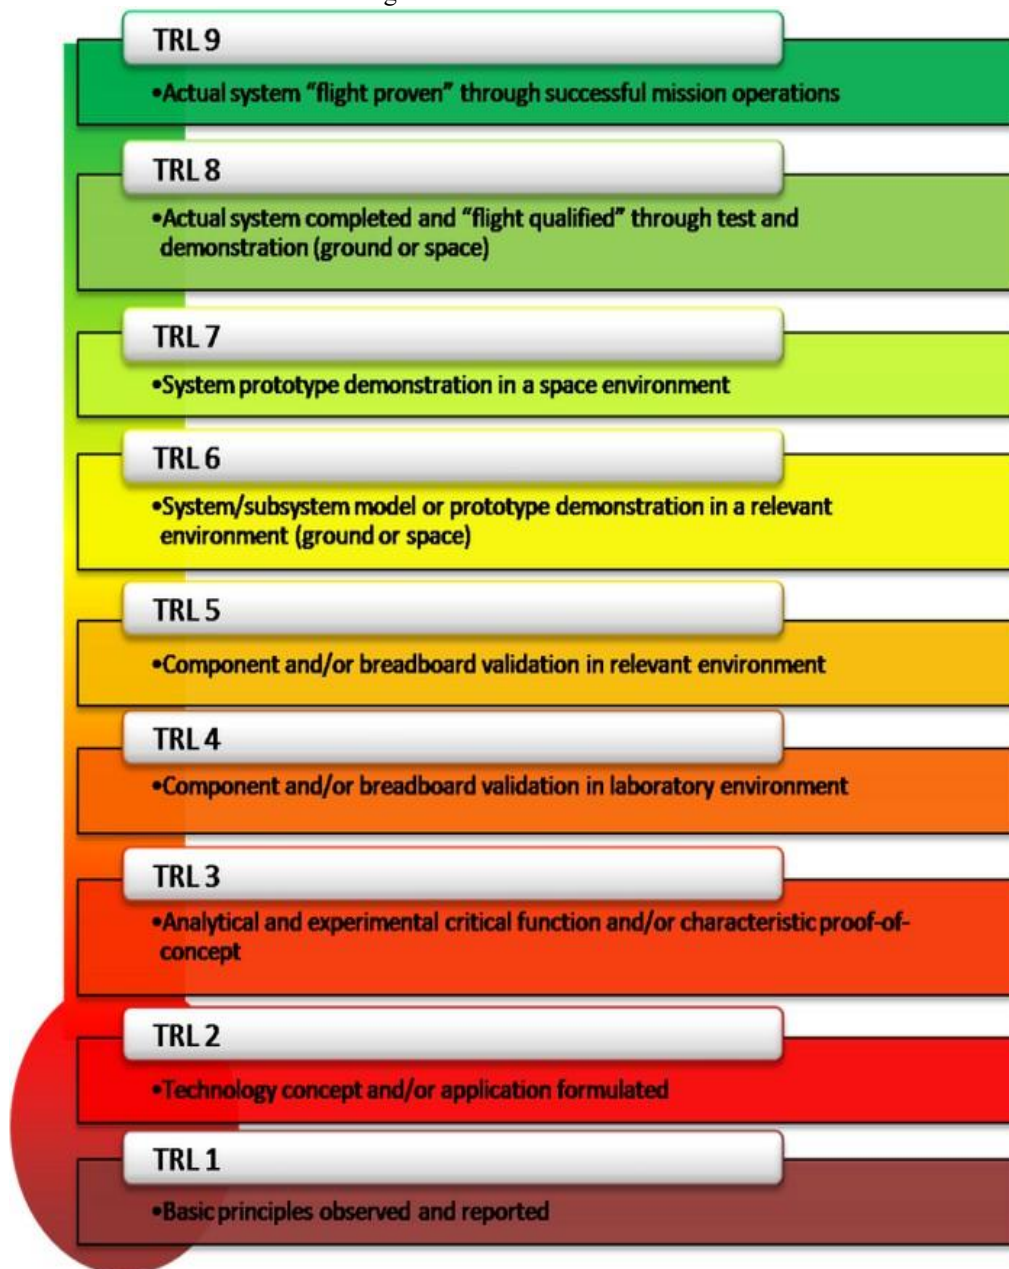 TRL 9
•Actual system “flight proven” through successful mission operations
TRL 8
•Actual system completed and “flight qualified” through test and
demonstration (ground or space)
TRL 7
•System prototype demonstration in a space environment
TRL 6
•System/subsystem model or prototype demonstration in a relevant
environment (ground or space)
TRL 5
•Component and/or breadboard validation in relevant environment
TRL 4
•Component and/or breadboard validation in laboratory environment
TRL 3
•Analytical and experimental critical function and/or characteristic proof-of-
concept
TRL 2
•Technology concept and/or application formulated
TRL 1
•Basic principles observed and reported